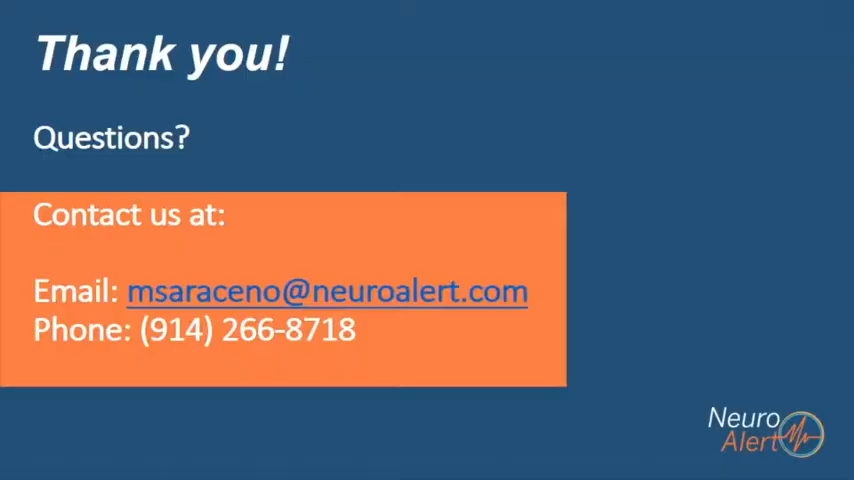 Thank you!
Questions?
Contact us at:
Email: msaraceno@neuroalert.com
Phone: (914) 266-8718
Neuro
Alert